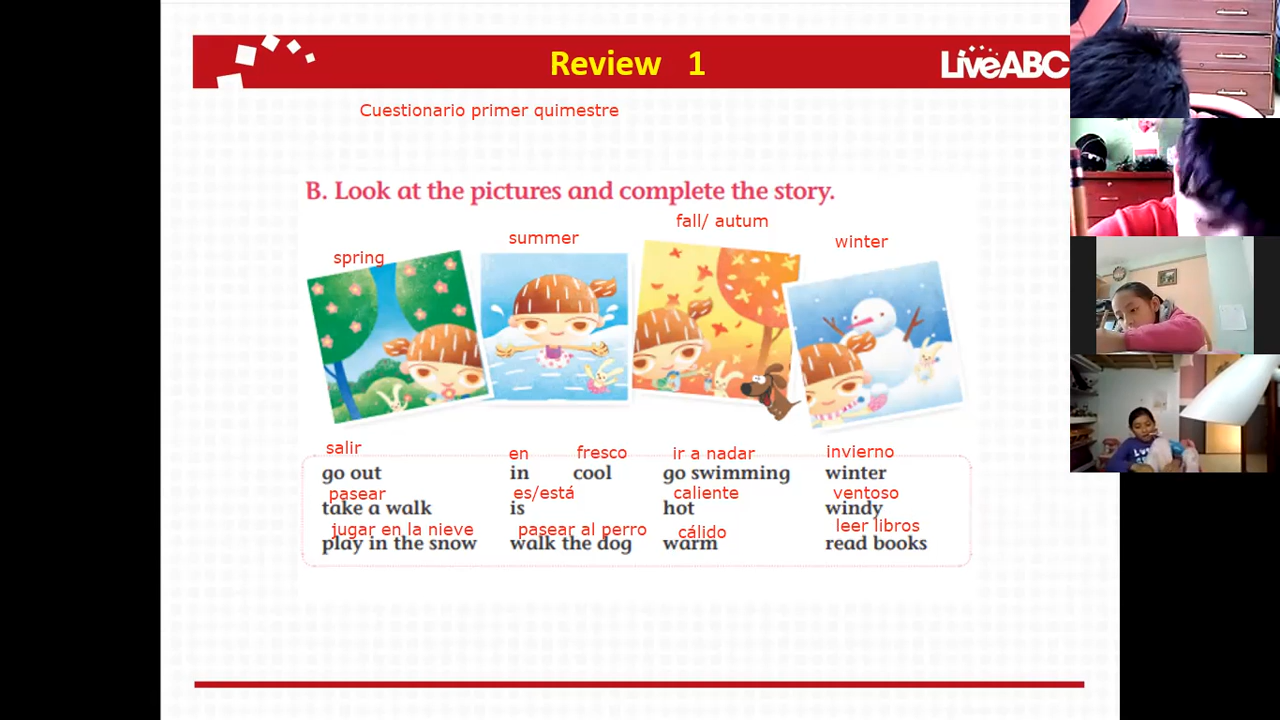 Review 1
LiveABC
Cuestionario primer quimestre
B. Look at the pictures and complete the story.
spring
summer
fall/ autum
winter
salir
en
fresco
ir a nadar
invierno
go out
in
cool
go swimming
winter
pasear
es/está
caliente
ventoso
take a walk
is
hot
windy
jugar en la nieve
pasear al perro
cálido
leer libros
play in the snow
walk the dog
warm
read books